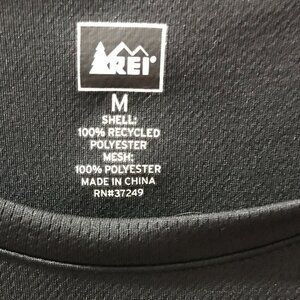 REI®
M
SHELL:
100% RECYCLED
POLYESTER
MESH:
100% POLYESTER
MADE IN CHINA
RN#37249